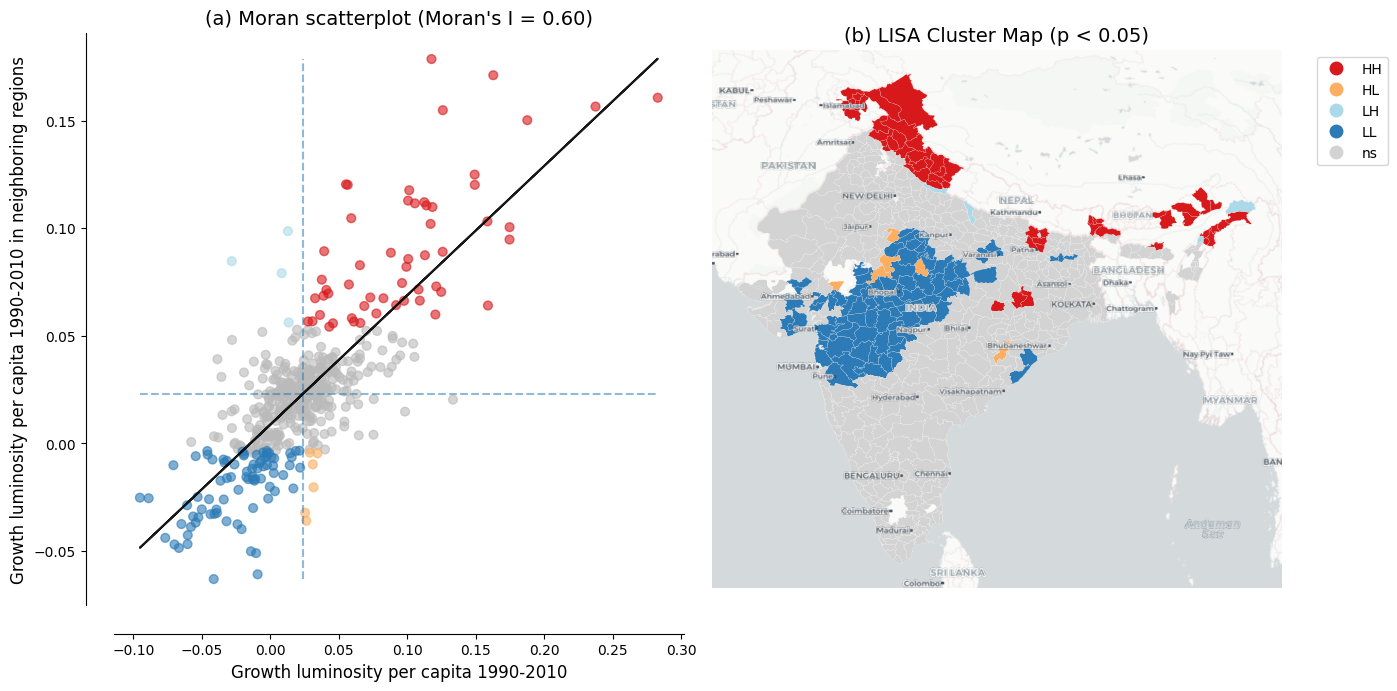 (a) Moran scatterplot (Moran's I = 0.60)
Growth luminosity per capita 1990-2010 in neighboring regions
0.15
0.10
0.05
0.00
−0.05
−0.10
−0.05
0.00
0.05
0.10
0.15
0.20
0.25
0.30
Growth luminosity per capita 1990-2010
(b) LISA Cluster Map (p < 0.05)
KABUL
STAN
Peshawar
Islamabad
Amritsar
PAKISTAN
Lhasa
NEW DELHI
NEPAL
Kathmandu
BHUTAN
Jaipur
Kanpur
Patna
Varanasi
rabad
BANGLADESH
Dhaka
Bhopal
Asansol
Ahmedabad
INDIA
KOLKATA
Chattogram
Surat
Nagpur
Bhilai
Bhubaneswar
Nay Pyi Taw
MUMBAI
Pune
Visakhapatnam
Hyderabad
MYANMAR
BAN
BENGALURU
Chennai
Coimbatore
Andaman
Sea
Madurai
SRI LANKA
Colombo
HH
HL
LH
LL
ns